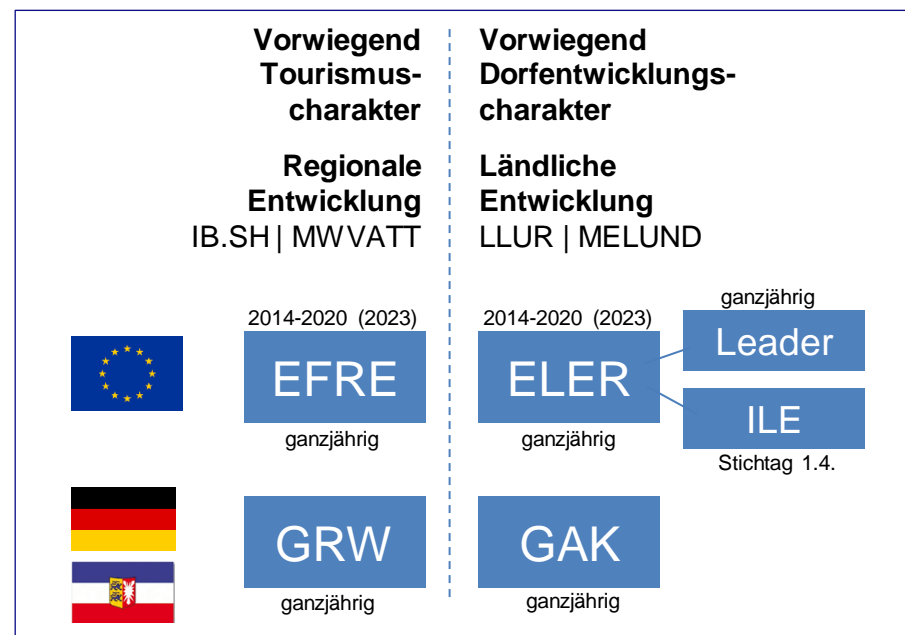 Vorwiegend
Tourismus-
charakter
Regionale
Entwicklung
IB.SH | MWVATT
Vorwiegend
Dorfentwicklungs-
charakter
Ländliche
Entwicklung
LLUR | MELUND
2014-2020 (2023)
EFRE
ganzjährig
2014-2020 (2023)
ELER
ganzjährig
ganzjährig
Leader
ILE
Stichtag 1.4.
GRW
ganzjährig
GAK
ganzjährig